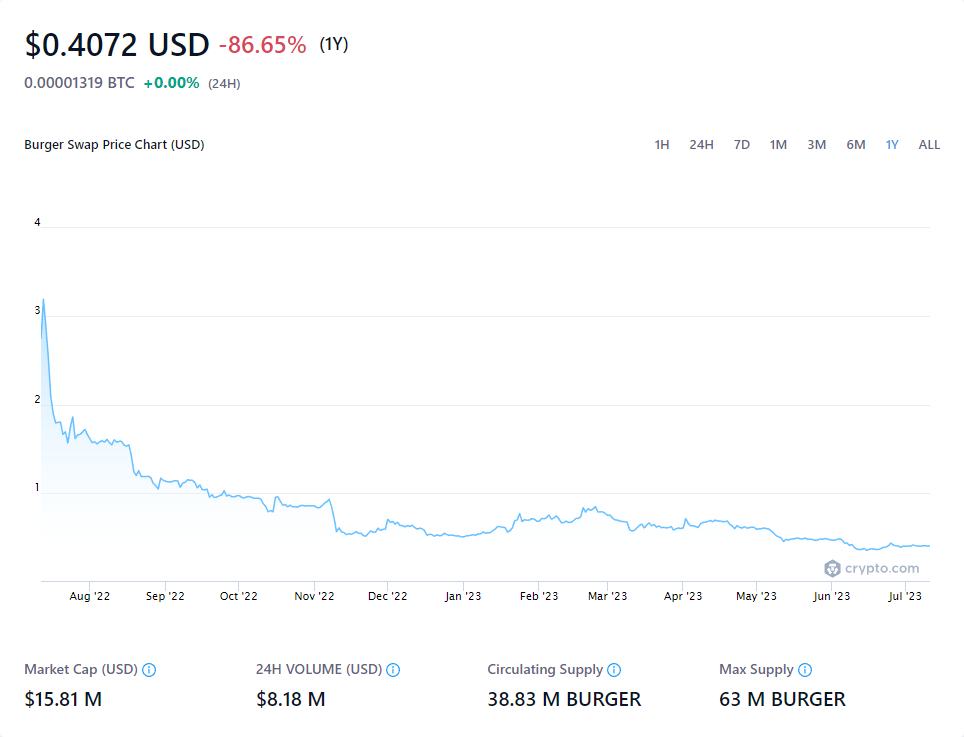 $0.4072 USD -86.65% (1Y)
0.00001319 BTC +0.00% (24H)
Burger Swap Price Chart (USD) 1H 24H 7D 1M 3M 6M 1Y ALL
4
3
2
1
crypto.com
Aug '22 Sep '22 Oct '22 Nov '22 Dec '22 Jan '23 Feb '23 Mar '23 Apr '23 May '23 Jun '23 Jul '23
Market Cap (USD) 24H VOLUME (USD) Circulating Supply Max Supply
$15.81 M $8.18 M 38.83 M BURGER 63 M BURGER